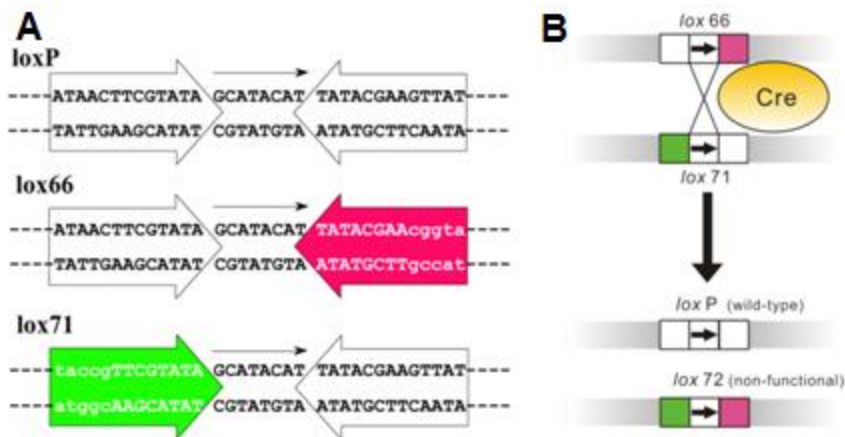 A
loxP
----ATAACTTCGTATA GCATACAT TATACGAAGTTAT----
----TATTGAAGCATAT CGTATGTA ATATGCTTCAATA----
lox66
----ATAACTTCGTATA GCATACAT TATACGAAcggta----
----TATTGAAGCATAT CGTATGTA ATATGCTTgccat----
lox71
----taccgTTCGTATA GCATACAT TATACGAAGTTAT----
----atggcAAGCATAT CGTATGTA ATATGCTTCAATA----
B
lox 66
Cre
lox 71
lox P (wild-type)
lox 72 (non-functional)